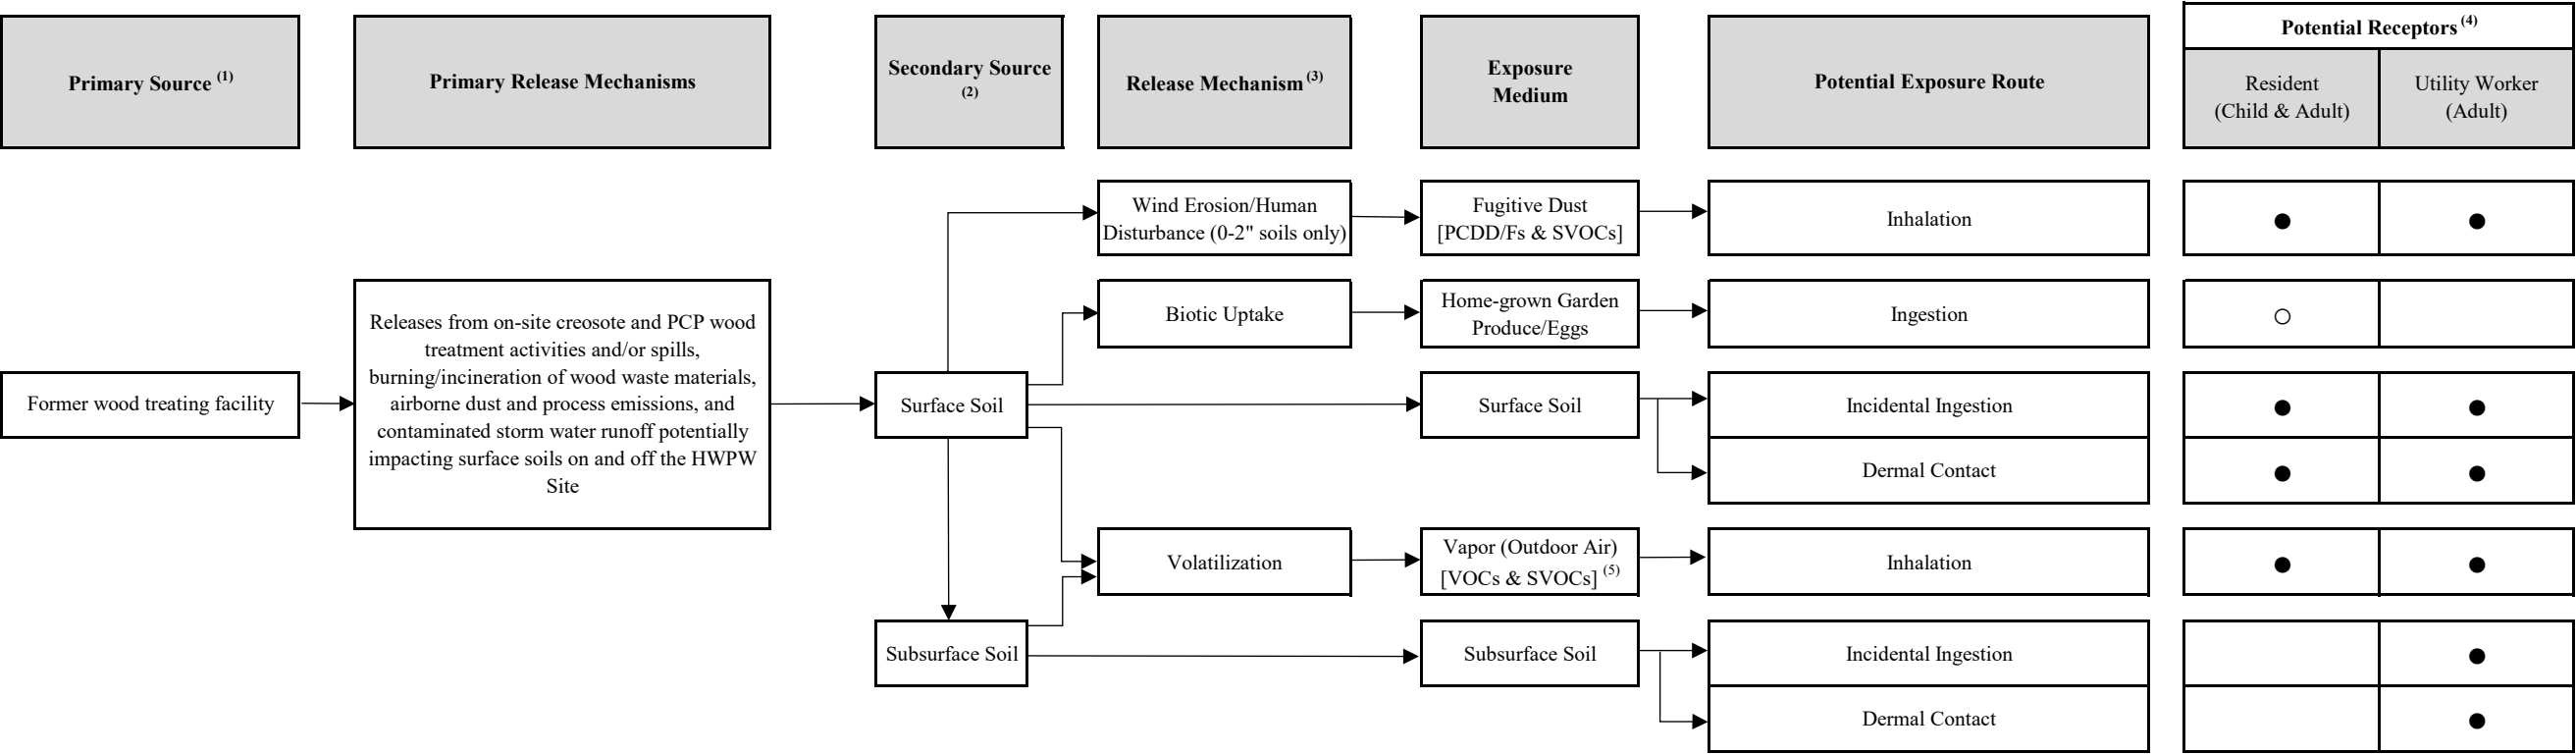 Primary Source (1)
Primary Release Mechanisms
Secondary Source
(2)
Release Mechanism (3)
Exposure
Medium
Potential Exposure Route
Potential Receptors (4)
Resident
(Child & Adult)
Utility Worker
(Adult)
Wind Erosion/Human
Disturbance (0-2" soils only)
Fugitive Dust
[PCDD/Fs & SVOCs]
Inhalation
Biotic Uptake
Home-grown Garden
Produce/Eggs
Ingestion
Former wood treating facility
Releases from on-site creosote and PCP wood
treatment activities and/or spills,
burning/incineration of wood waste materials,
airborne dust and process emissions, and
contaminated storm water runoff potentially
impacting surface soils on and off the HWPW
Site
Surface Soil
Surface Soil
Incidental Ingestion
Dermal Contact
Volatilization
Vapor (Outdoor Air)
[VOCs & SVOCs] (5)
Inhalation
Subsurface Soil
Subsurface Soil
Incidental Ingestion
Dermal Contact